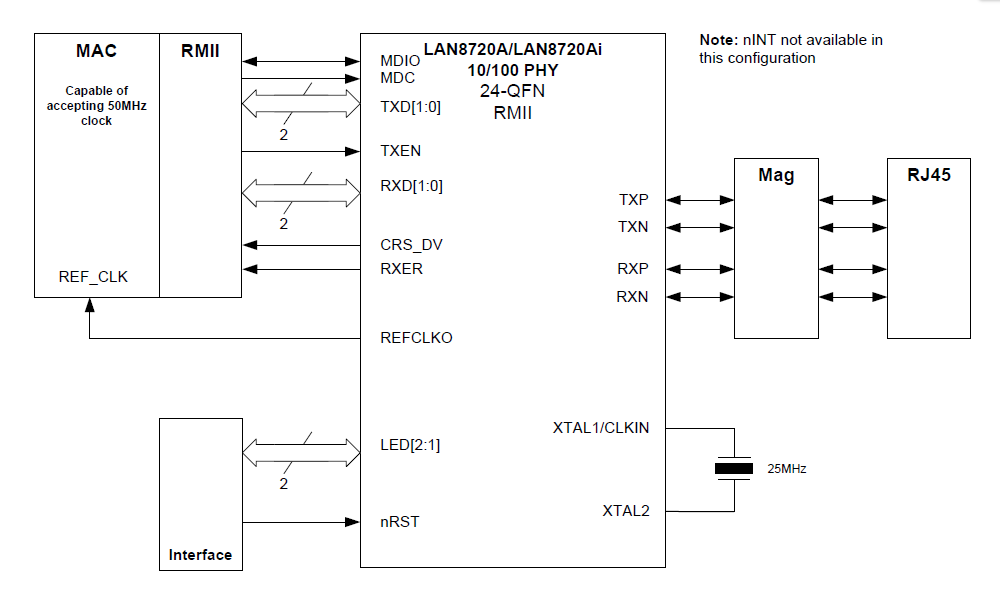 MAC
RMII
Capable of
accepting 50MHz
clock
REF_CLK
LAN8720A/LAN8720Ai
10/100 PHY
24-QFN
RMII
Note: nINT not available in
this configuration
MDIO
MDC
TXD[1:0]
2
TXEN
RXD[1:0]
2
CRS_DV
RXER
REFCLKO
TXP
TXN
RXP
RXN
Mag
RJ45
LED[2:1]
2
nRST
Interface
XTAL1/CLKIN
25MHz
XTAL2